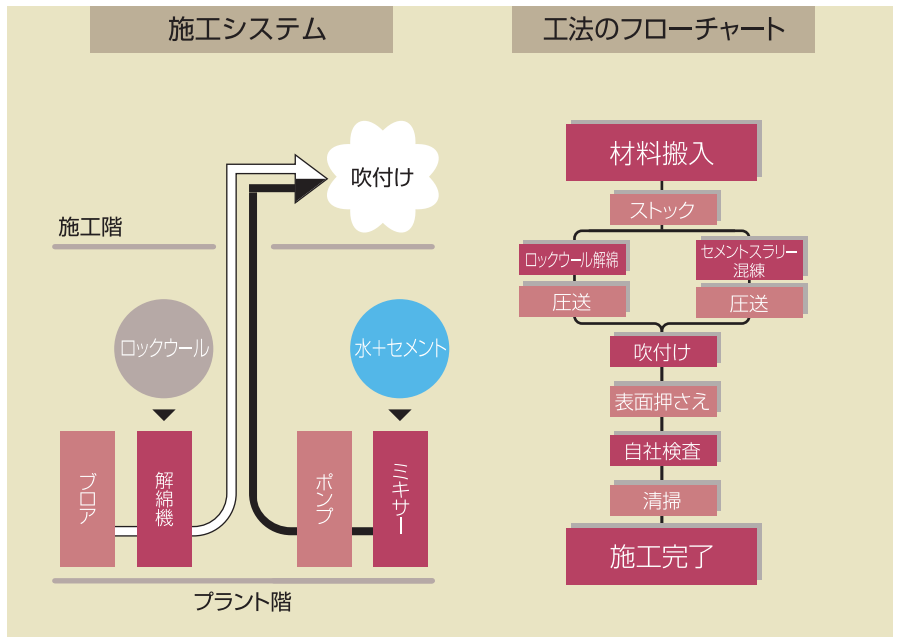 施工システム
吹付け
施工階
ロックウール
水+セメント
ブロア
解綿機
ポンプ
ミキサー
プラント階
工法のフローチャート
材料搬入
ストック
ロックウール解綿
圧送
セメントスラリー
混練
圧送
吹付け
表面押さえ
自社検査
清掃
施工完了